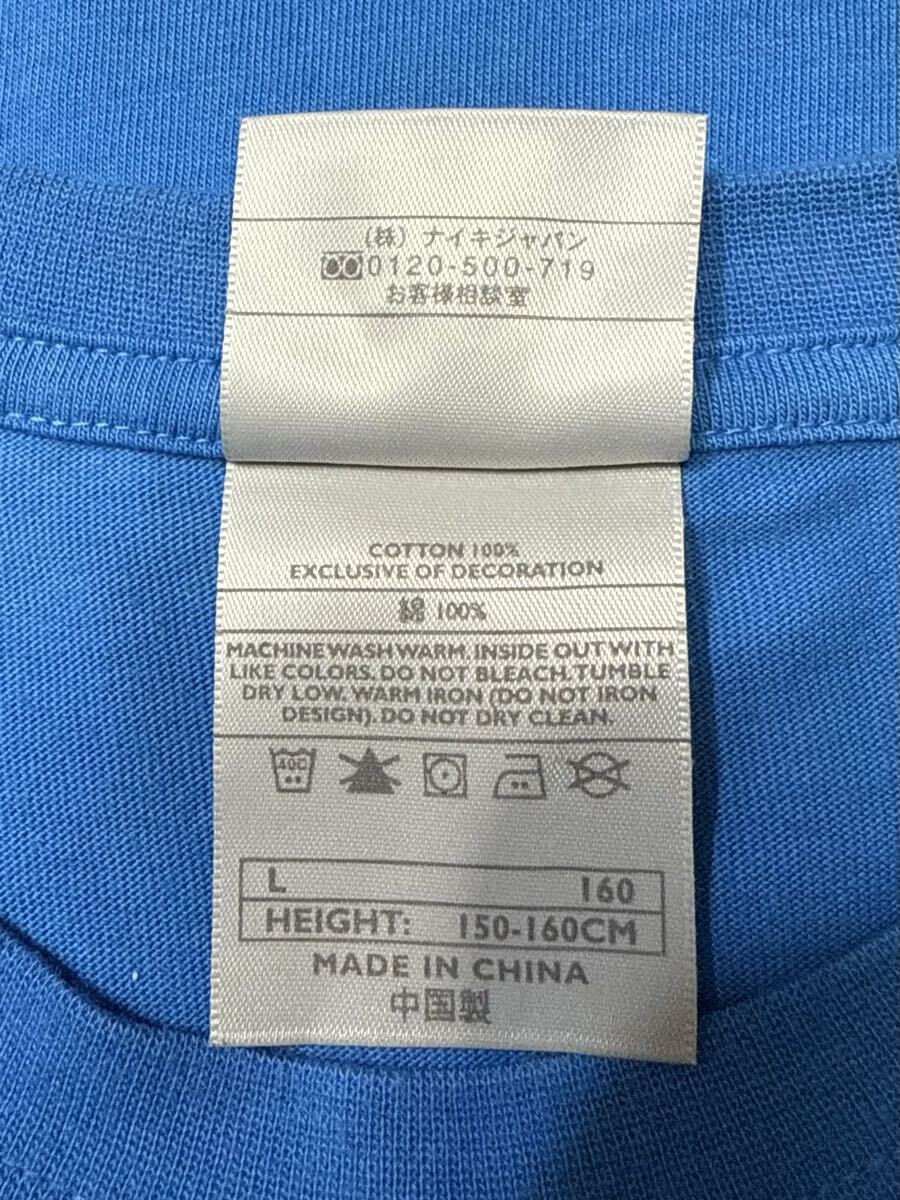 (株) ナイキジャパン
0120-500-719
お客様相談室
COTTON 100%
EXCLUSIVE OF DECORATION
綿 100%
MACHINE WASH WARM. INSIDE OUT WITH
LIKE COLORS. DO NOT BLEACH. TUMBLE
DRY LOW. WARM IRON (DO NOT IRON
DESIGN). DO NOT DRY CLEAN.
40C
L 160
HEIGHT: 150-160CM
MADE IN CHINA
中国製